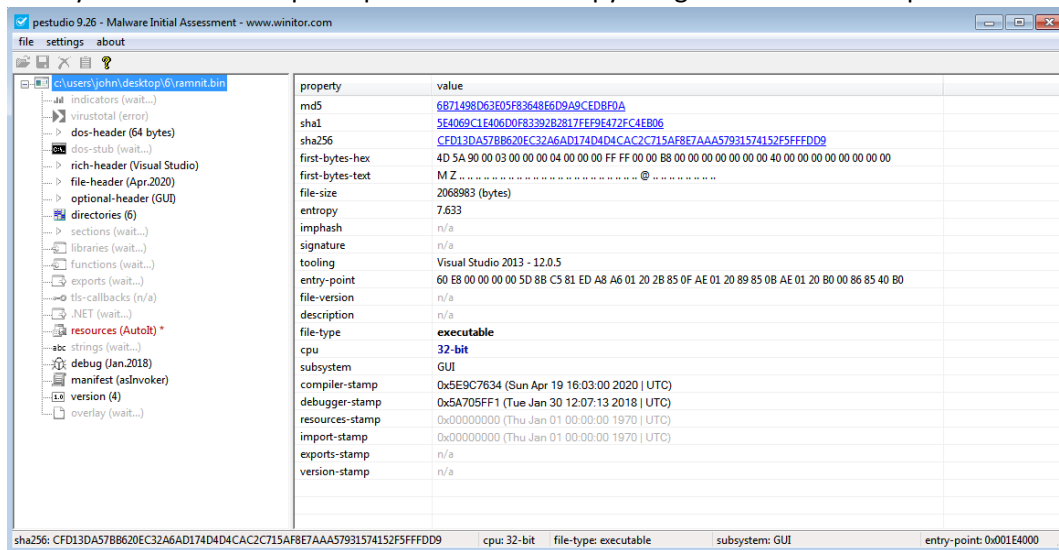 pestudio 9.26 - Malware Initial Assessment - www.winitor.com
file settings about
c:\users\john\desktop\6\ramnit.bin
indicators (wait...)
virustotal (error)
dos-header (64 bytes)
dos-stub (wait...)
rich-header (Visual Studio)
file-header (Apr.2020)
optional-header (GUI)
directories (6)
sections (wait...)
libraries (wait...)
functions (wait...)
exports (wait...)
tls-callbacks (n/a)
.NET (wait...)
resources (AutoIt) *
abc strings (wait...)
debug (Jan.2018)
manifest (asInvoker)
1.0 version (4)
overlay (wait...)
property value
md5 6B71498D63E05F83648E6D9A9CEDBF0A
sha1 5E4069C1E406D0F83392B2817FEF9E472FC4EB06
sha256 CFD13DA57BB620EC32A6AD174D4D4CAC2C715AF8E7AAA57931574152F5FFFDD9
first-bytes-hex 4D 5A 90 00 03 00 00 00 04 00 00 00 FF FF 00 00 B8 00 00 00 00 00 00 00 40 00 00 00 00 00 00 00
first-bytes-text M Z .. .. .. .. .. .. .. .. .. .. .. .. .. .. .. .. .. .. .. .. @ .. .. .. .. .. .. ..
file-size 2068983 (bytes)
entropy 7.633
imphash n/a
signature n/a
tooling Visual Studio 2013 - 12.0.5
entry-point 60 E8 00 00 00 00 5D 8B C5 81 ED A8 A6 01 20 2B 85 0F AE 01 20 89 85 0B AE 01 20 B0 00 86 85 40 B0
file-version n/a
description n/a
file-type executable
cpu 32-bit
subsystem GUI
compiler-stamp 0x5E9C7634 (Sun Apr 19 16:03:00 2020 | UTC)
debugger-stamp 0x5A705FF1 (Tue Jan 30 12:07:13 2018 | UTC)
resources-stamp 0x00000000 (Thu Jan 01 00:00:00 1970 | UTC)
import-stamp 0x00000000 (Thu Jan 01 00:00:00 1970 | UTC)
exports-stamp n/a
version-stamp n/a
sha256: CFD13DA57BB620EC32A6AD174D4D4CAC2C715AF8E7AAA57931574152F5FFFDD9 cpu: 32-bit file-type: executable subsystem: GUI entry-point: 0x001E4000